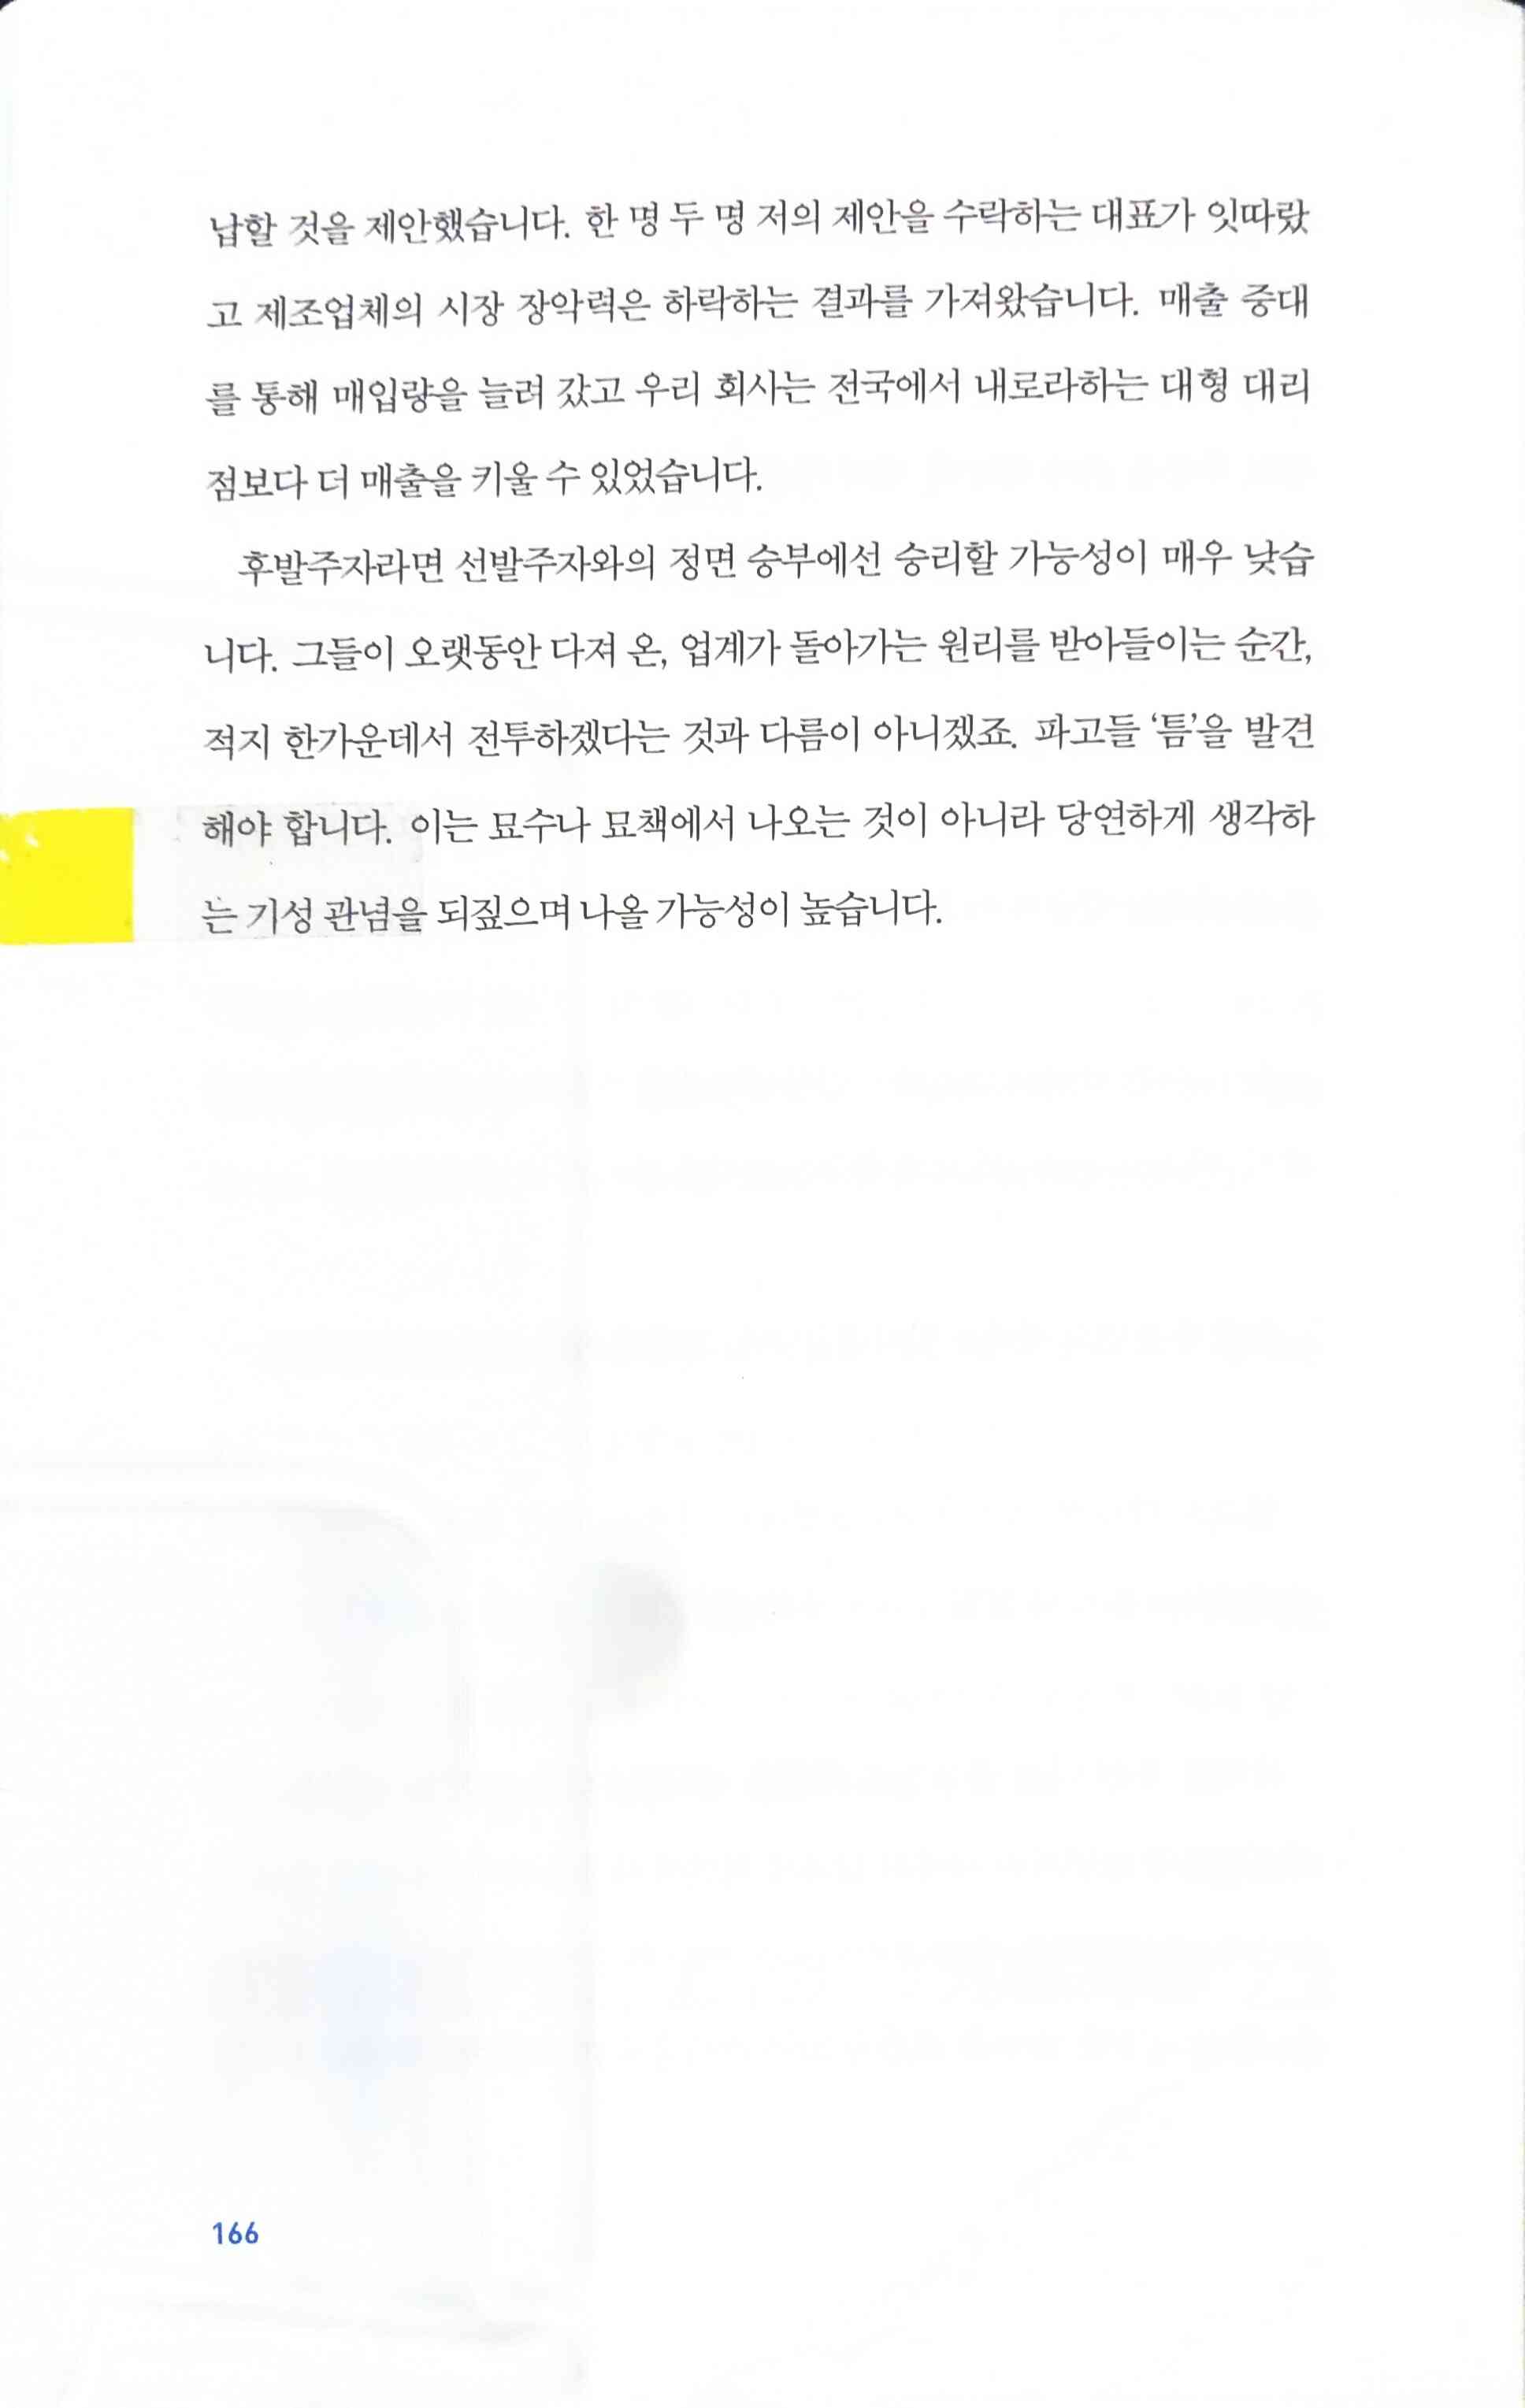 납할 것을 제안했습니다. 한 명 두 명 저의 제안을 수락하는 대표가 잇따랐
고 제조업체의 시장 장악력은 하락하는 결과를 가져왔습니다. 매출 증대
를 통해 매입량을 늘려 갔고 우리 회사는 전국에서 내로라하는 대형 대리
점보다 더 매출을 키울 수 있었습니다.
후발주자라면 선발주자와의 정면 승부에선 승리할 가능성이 매우 낮습
니다. 그들이 오랫동안 다져 온, 업계가 돌아가는 원리를 받아들이는 순간,
적지 한가운데서 전투하겠다는 것과 다름이 아니겠죠. 파고들 ‘틈’을 발견
해야 합니다. 이는 묘수나 묘책에서 나오는 것이 아니라 당연하게 생각하
는 기성 관념을 되짚으며 나올 가능성이 높습니다.
166